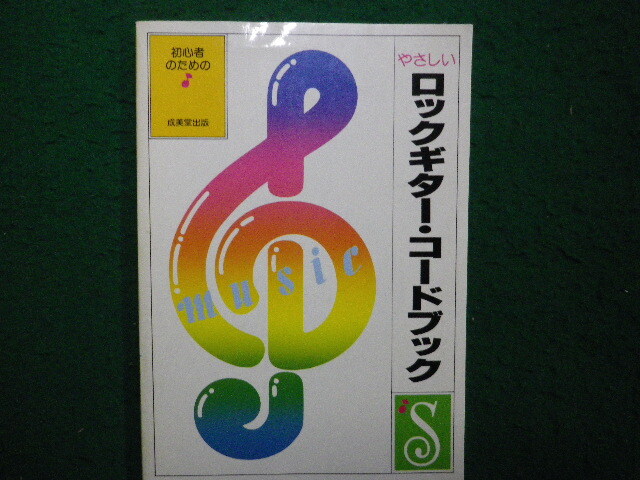 初心者
のための
成美堂出版
やさしい
ロックギター・コードブック
music
S